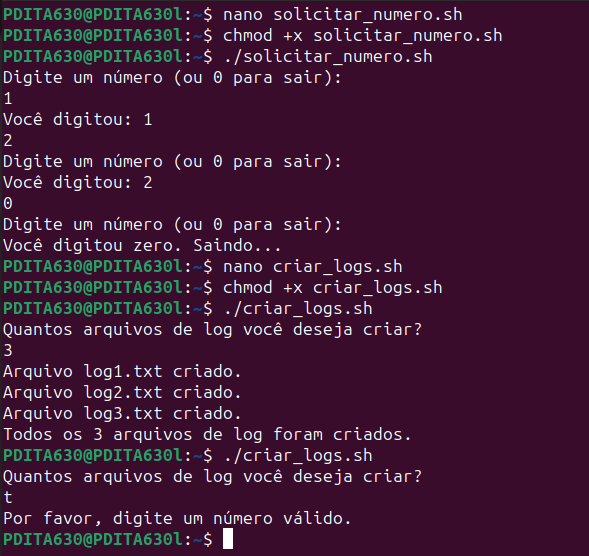 PDITA630@PDITA630l:~$ nano solicitar_numero.sh
PDITA630@PDITA630l:~$ chmod +x solicitar_numero.sh
PDITA630@PDITA630l:~$ ./solicitar_numero.sh
Digite um número (ou 0 para sair):
1
Você digitou: 1
2
Digite um número (ou 0 para sair):
Você digitou: 2
0
Digite um número (ou 0 para sair):
Você digitou zero. Saindo...
PDITA630@PDITA630l:~$ nano criar_logs.sh
PDITA630@PDITA630l:~$ chmod +x criar_logs.sh
PDITA630@PDITA630l:~$ ./criar_logs.sh
Quantos arquivos de log você deseja criar?
3
Arquivo log1.txt criado.
Arquivo log2.txt criado.
Arquivo log3.txt criado.
Todos os 3 arquivos de log foram criados.
PDITA630@PDITA630l:~$ ./criar_logs.sh
Quantos arquivos de log você deseja criar?
t
Por favor, digite um número válido.
PDITA630@PDITA630l:~$